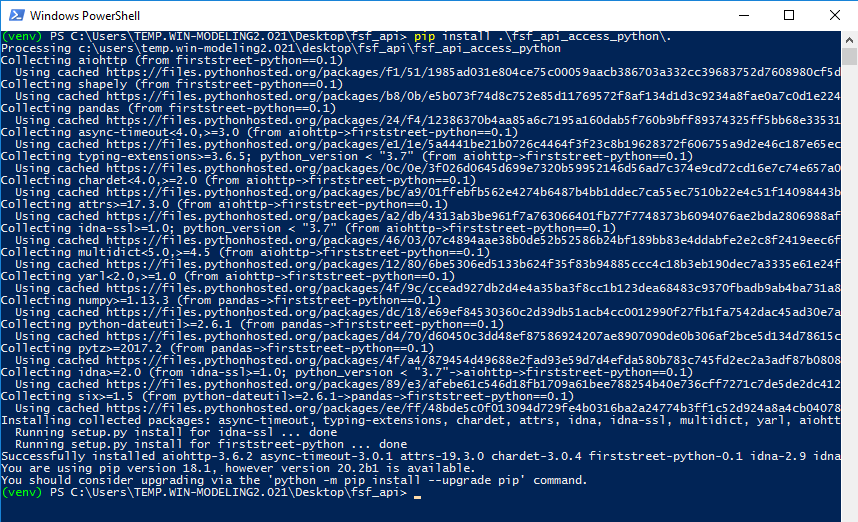 Windows PowerShell
(venv) PS C:\Users\TEMP.WIN-MODELING2.021\Desktop\fsf_api> pip install .\fsf_api_access_python\.
Processing c:\users\temp.win-modeling2.021\desktop\fsf_api\fsf_api_access_python
Collecting aiohttp (from firststreet-python==0.1)
  Using cached https://files.pythonhosted.org/packages/f1/51/1985ad031e804ce75c00059aacb386703a332cc39683752d7608980cf5d
Collecting shapely (from firststreet-python==0.1)
  Using cached https://files.pythonhosted.org/packages/b8/0b/e5b073f74d8c752e85d11769572f8af134d1d3c9234a8fae0a7c0d1e224
Collecting pandas (from firststreet-python==0.1)
  Using cached https://files.pythonhosted.org/packages/24/f4/12386370b4aa85a6c7195a160dab5f760b9bff89374325ff5bb68e33531
Collecting async-timeout<4.0,>=3.0 (from aiohttp->firststreet-python==0.1)
  Using cached https://files.pythonhosted.org/packages/e1/1e/5a4441be21b0726c4464f3f23c8b19628372f606755a9d2e46c187e65ec
Collecting typing-extensions>=3.6.5; python_version < "3.7" (from aiohttp->firststreet-python==0.1)
  Using cached https://files.pythonhosted.org/packages/0c/0e/3f026d0645d699e7320b59952146d56ad7c374e9cd72cd16e7c74e657a0
Collecting chardet<4.0,>=2.0 (from aiohttp->firststreet-python==0.1)
  Using cached https://files.pythonhosted.org/packages/bc/a9/01ffebfb562e4274b6487b4bb1ddec7ca55ec7510b22e4c51f14098443b
Collecting attrs>=17.3.0 (from aiohttp->firststreet-python==0.1)
  Using cached https://files.pythonhosted.org/packages/a2/db/4313ab3be961f7a763066401fb77f7748373b6094076ae2bda2806988af
Collecting idna-ssl>=1.0; python_version < "3.7" (from aiohttp->firststreet-python==0.1)
  Using cached https://files.pythonhosted.org/packages/46/03/07c4894aae38b0de52b52586b24bf189bb83e4ddabfe2e2c8f2419eec6f
Collecting multidict<5.0,>=4.5 (from aiohttp->firststreet-python==0.1)
  Using cached https://files.pythonhosted.org/packages/12/80/6be5306ed5133b624f35f83b94885ccc4c18b3eb190dec7a3335e61e24f
Collecting yarl<2.0,>=1.0 (from aiohttp->firststreet-python==0.1)
  Using cached https://files.pythonhosted.org/packages/4f/9c/ccead927db2d4e4a35ba3f8cc1b123dea68483c9370fbadb9ab4ba731a8
Collecting numpy>=1.13.3 (from pandas->firststreet-python==0.1)
  Using cached https://files.pythonhosted.org/packages/dc/18/e69ef84530360c2d39db51acb4cc0012990f27fb1fa7542dac45ad30e7a
Collecting python-dateutil>=2.6.1 (from pandas->firststreet-python==0.1)
  Using cached https://files.pythonhosted.org/packages/d4/70/d60450c3dd48ef87586924207ae8907090de0b306af2bce5d134d78615c
Collecting pytz>=2017.2 (from pandas->firststreet-python==0.1)
  Using cached https://files.pythonhosted.org/packages/4f/a4/879454d49688e2fad93e59d7d4efda580b783c745fd2ec2a3adf87b0808
Collecting idna>=2.0 (from idna-ssl>=1.0; python_version < "3.7"->aiohttp->firststreet-python==0.1)
  Using cached https://files.pythonhosted.org/packages/89/e3/afebe61c546d18fb1709a61bee788254b40e736cff7271c7de5de2dc412
Collecting six>=1.5 (from python-dateutil>=2.6.1->pandas->firststreet-python==0.1)
  Using cached https://files.pythonhosted.org/packages/ee/ff/48bde5c0f013094d729fe4b0316ba2a24774b3ff1c52d924a8a4cb04078
Installing collected packages: async-timeout, typing-extensions, chardet, attrs, idna, idna-ssl, multidict, yarl, aiohtt
  Running setup.py install for idna-ssl ... done
  Running setup.py install for firststreet-python ... done
Successfully installed aiohttp-3.6.2 async-timeout-3.0.1 attrs-19.3.0 chardet-3.0.4 firststreet-python-0.1 idna-2.9 idna
You are using pip version 18.1, however version 20.2b1 is available.
You should consider upgrading via the 'python -m pip install --upgrade pip' command.
(venv) PS C:\Users\TEMP.WIN-MODELING2.021\Desktop\fsf_api>